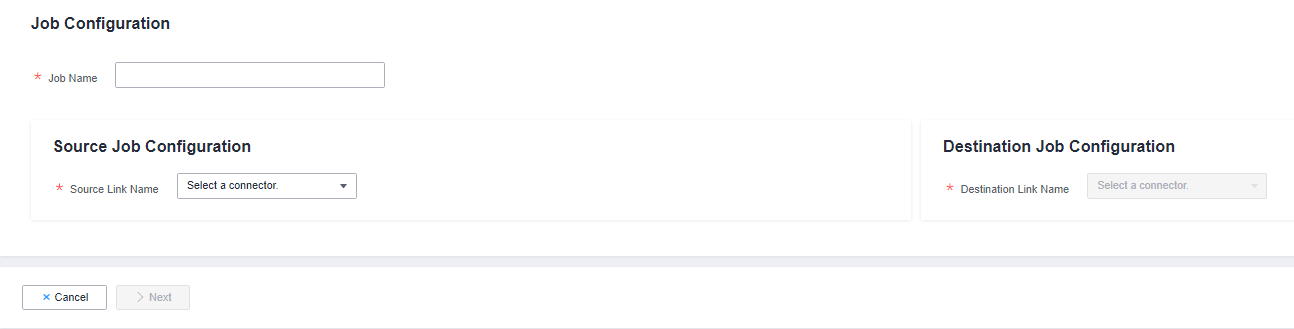 Job Configuration
* Job Name
Source Job Configuration
* Source Link Name Select a connector.
Destination Job Configuration
* Destination Link Name Select a connector.
Cancel Next